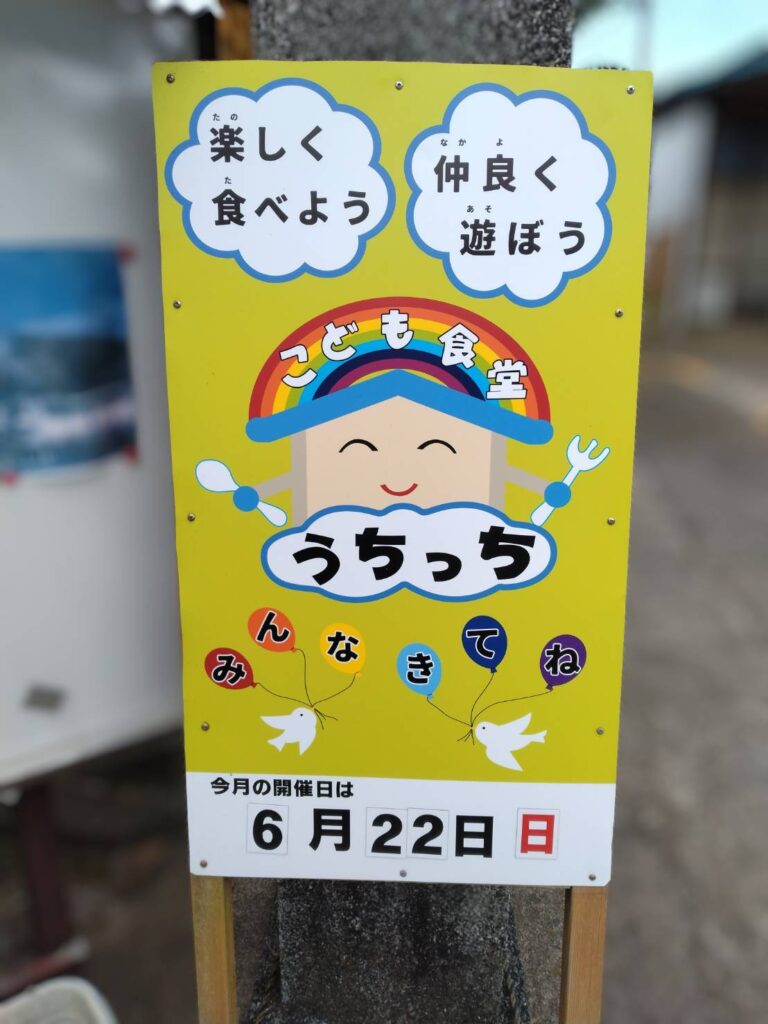 楽しく
食べよう
仲良く
遊ぼう
こども食堂
うちっち
みんな
きてね
今月の開催日は
6月22日 日